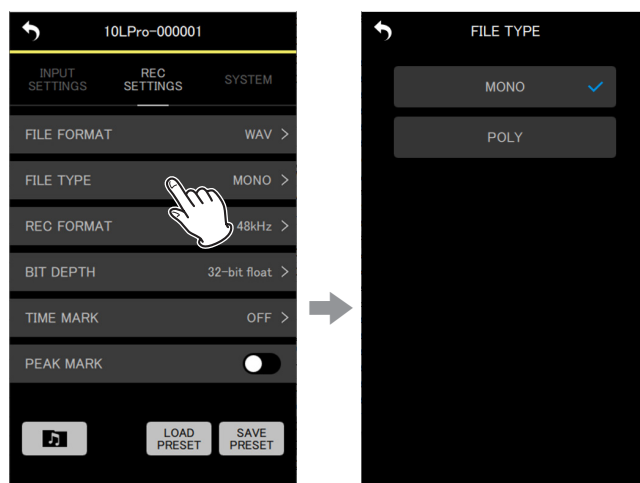 10LPro-000001
INPUT
SETTINGS
REC
SETTINGS
SYSTEM
FILE FORMAT WAV >
FILE TYPE MONO >
REC FORMAT 48kHz >
BIT DEPTH 32-bit float >
TIME MARK OFF >
PEAK MARK
LOAD
PRESET
SAVE
PRESET
FILE TYPE
MONO
POLY